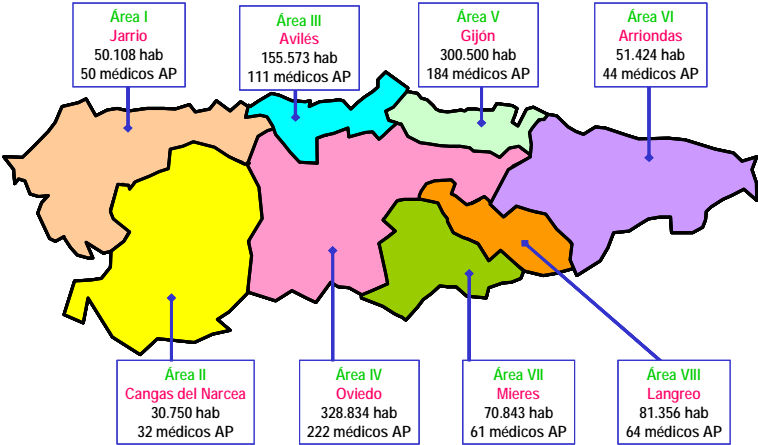 Área I
Jarrio
50.108 hab
50 médicos AP
Área III
Avilés
155.573 hab
111 médicos AP
Área V
Gijón
300.500 hab
184 médicos AP
Área VI
Arriondas
51.424 hab
44 médicos AP
Área II
Cangas del Narcea
30.750 hab
32 médicos AP
Área IV
Oviedo
328.834 hab
222 médicos AP
Área VII
Mieres
70.843 hab
61 médicos AP
Área VIII
Langreo
81.356 hab
64 médicos AP